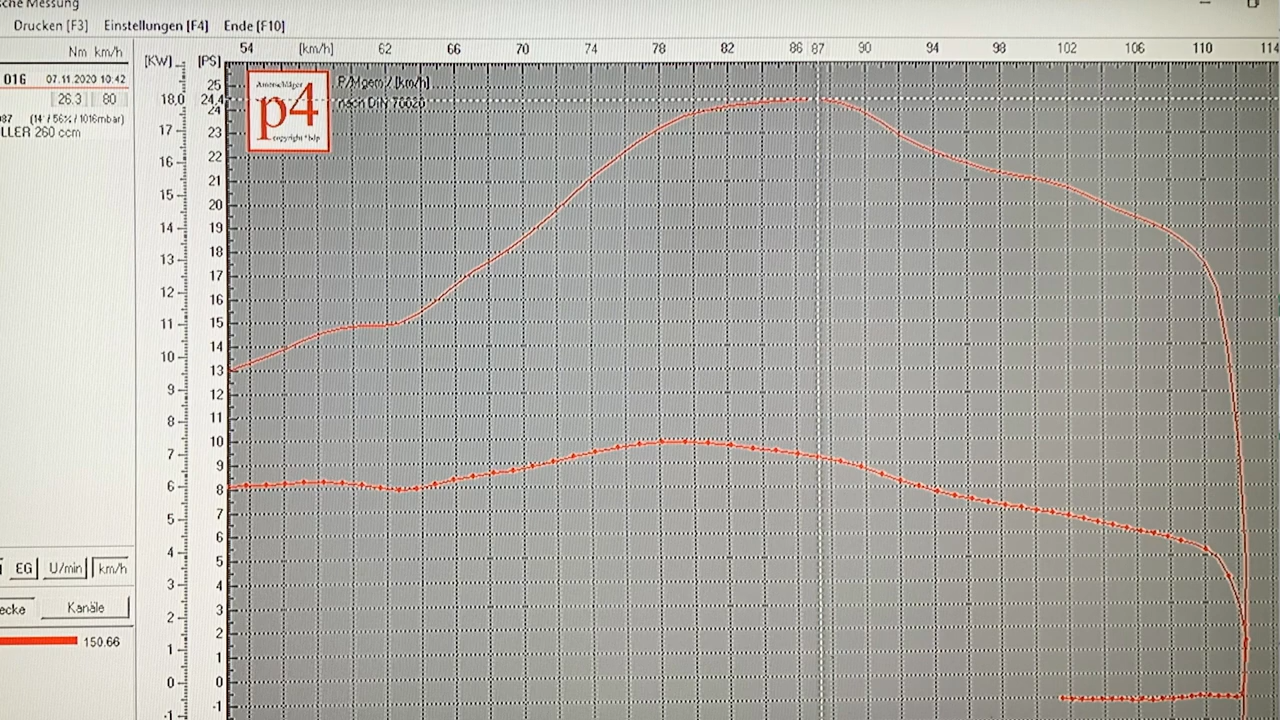 sche Messung
Drucken [F3] Einstellungen [F4] Ende [F10]
Nm km/h
016 07.11.2020 10:42
26.3 80
987 (14°/56%/1016mbar)
LLER 260 ccm
EG U/min km/h
ecke Kanäle
150.66
54 [km/h] 62 66 70 74 78 82 86 87 90 94 98 102 106 110 114
[KW] [PS]
p4
copyright
P/Mgem / [km/h]
nach DIN 70020
25
18,0 24,4
24
17 23
22
16
21
15 20
14 19
18
13 17
12 16
11 15
14
10
13
9 12
11
8
10
7 9
6 8
5 7
6
4 5
3 4
3
2
2
1 1
0 0
-1 -1